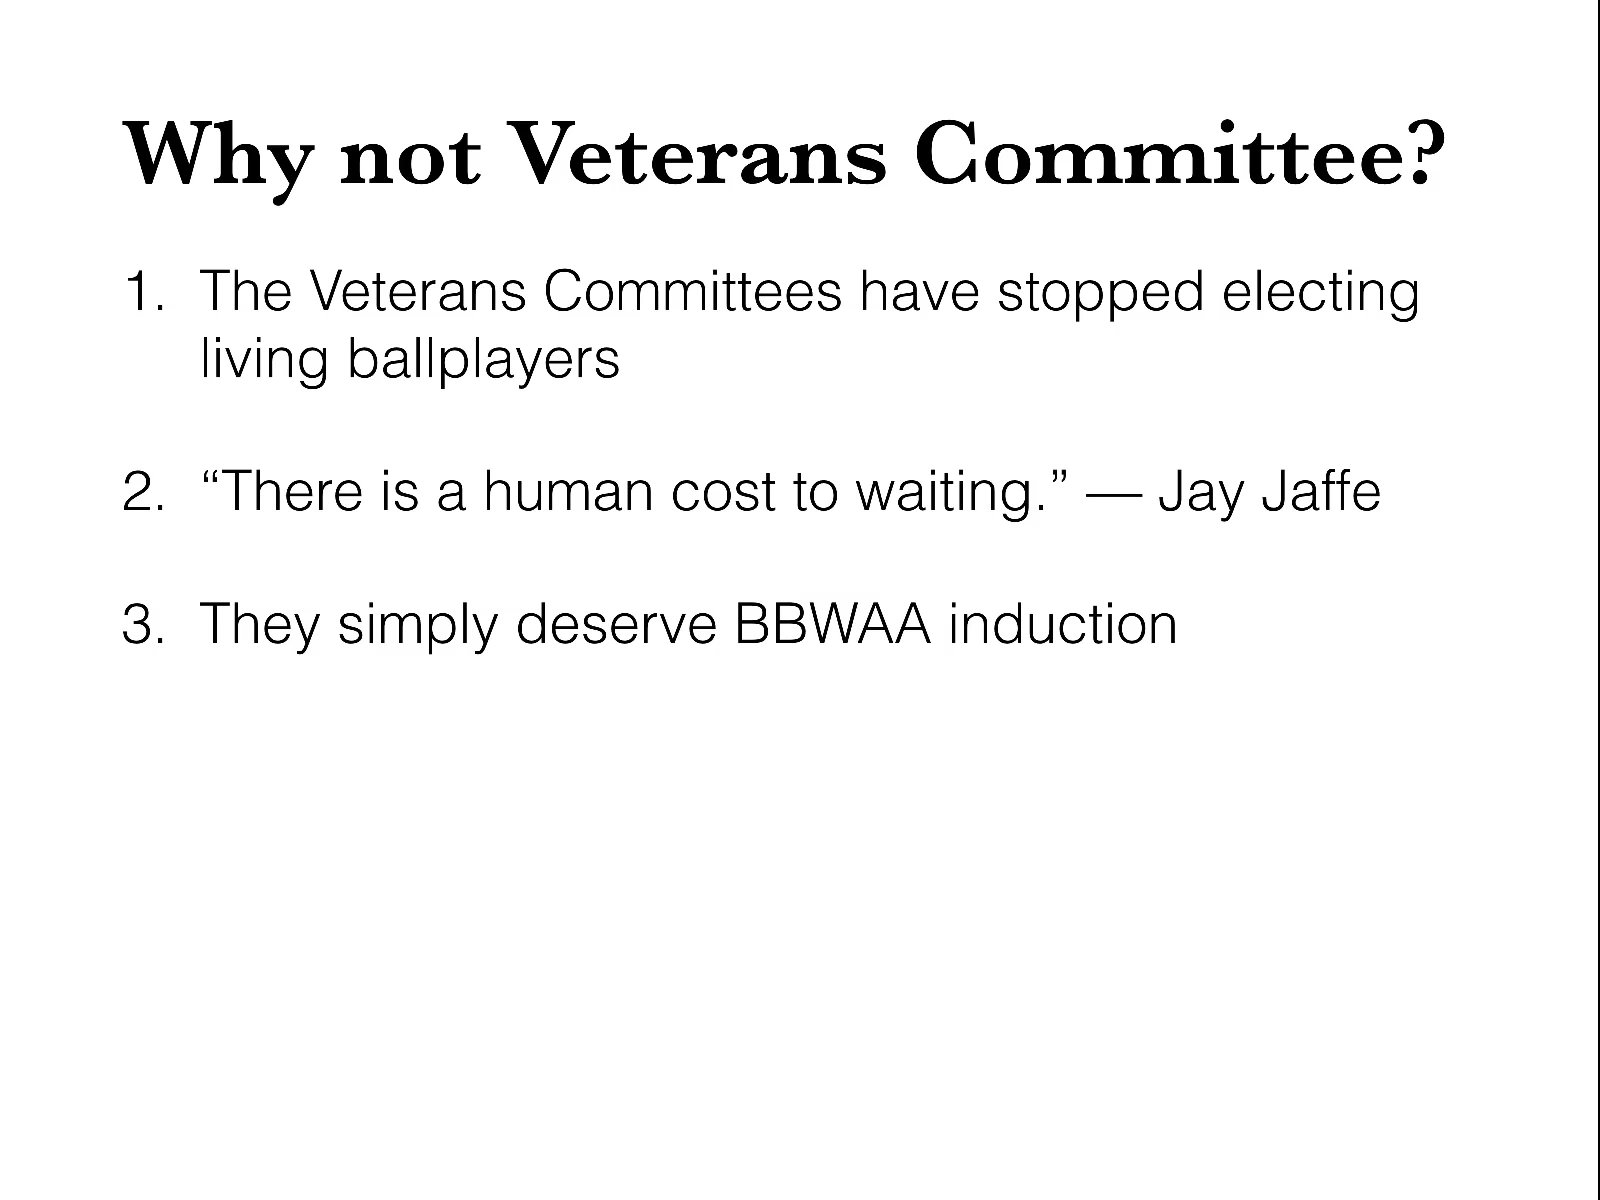 Why not Veterans Committee?
1. The Veterans Committees have stopped electing
living ballplayers
2. “There is a human cost to waiting.” — Jay Jaffe
3. They simply deserve BBWAA induction